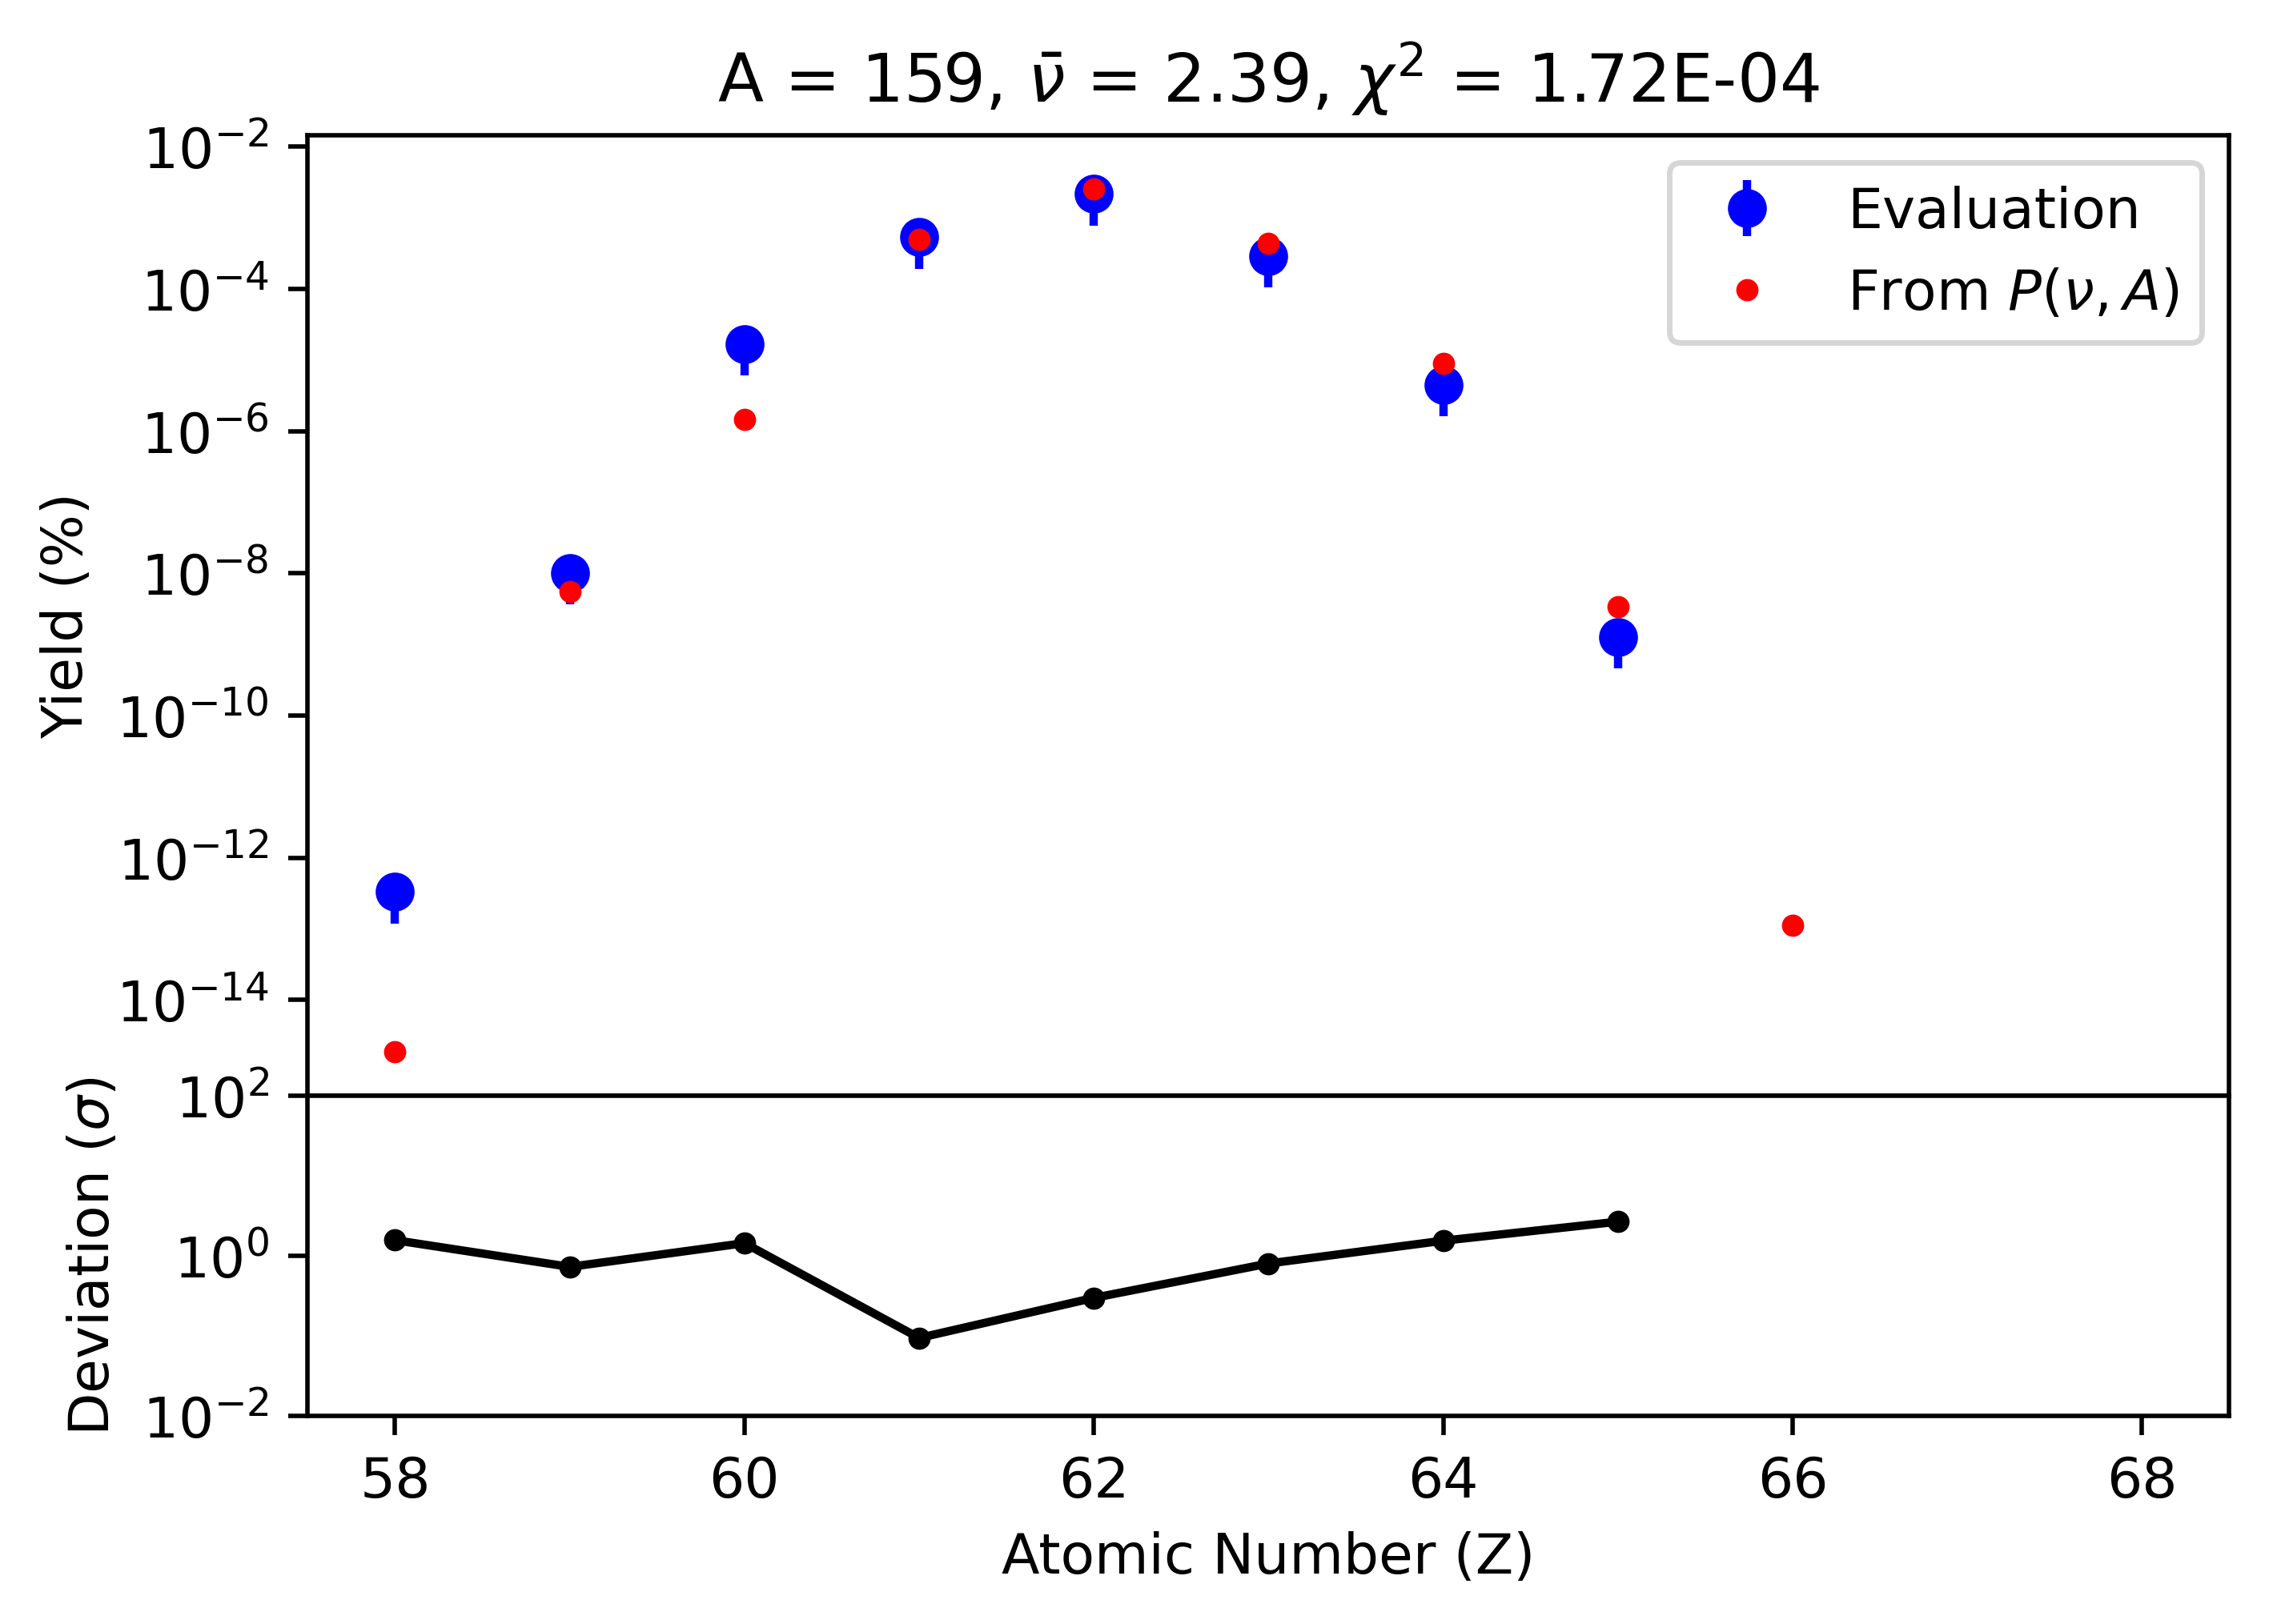 A = 159, ν̄ = 2.39, χ² = 1.72E-04
Evaluation
From P(ν, A)
Yield (%)
10⁻²
10⁻⁴
10⁻⁶
10⁻⁸
10⁻¹⁰
10⁻¹²
10⁻¹⁴
Deviation (σ)
10²
10⁰
10⁻²
58 60 62 64 66 68
Atomic Number (Z)